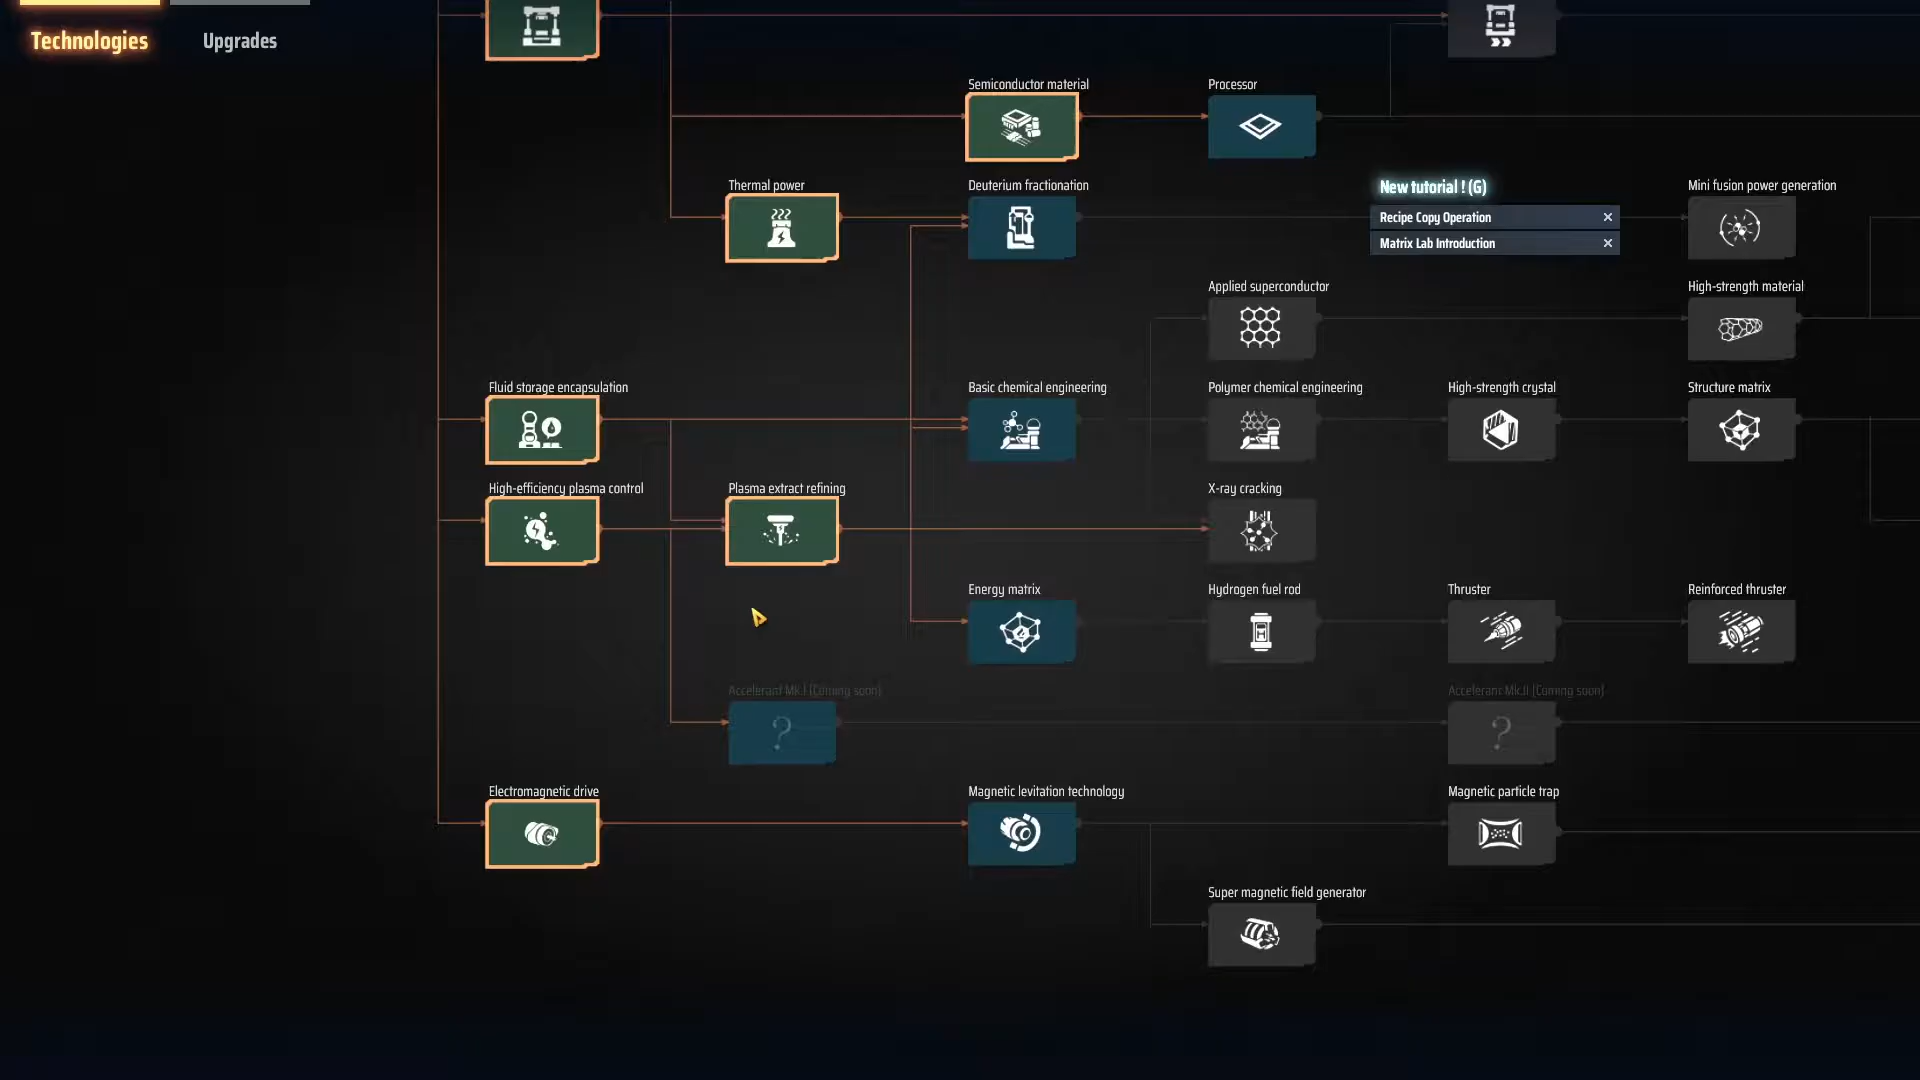 Technologies
Upgrades
Semiconductor material
Processor
Thermal power
Deuterium fractionation
New tutorial ! (G)
Recipe Copy Operation
Matrix Lab Introduction
Mini fusion power generation
Applied superconductor
High-strength material
Fluid storage encapsulation
Basic chemical engineering
Polymer chemical engineering
High-strength crystal
Structure matrix
High-efficiency plasma control
Plasma extract refining
X-ray cracking
Energy matrix
Hydrogen fuel rod
Thruster
Reinforced thruster
Accelerant Mk.I (Coming soon)
Accelerant Mk.II (Coming soon)
?
?
Electromagnetic drive
Magnetic levitation technology
Magnetic particle trap
Super magnetic field generator